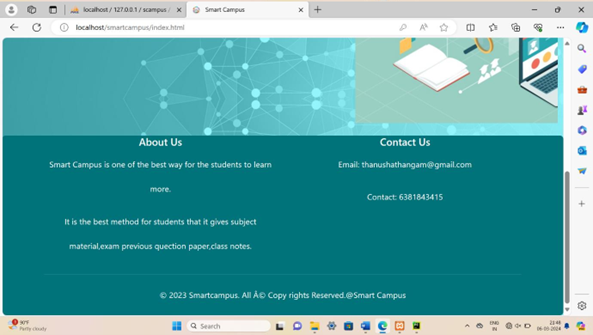 localhost / 127.0.0.1 / scampus /
Smart Campus
localhost/smartcampus/index.html
About Us
Contact Us
Smart Campus is one of the best way for the students to learn
more.
Email: thanushathangam@gmail.com
Contact: 6381843415
It is the best method for students that it gives subject
material,exam previous quection paper,class notes.
© 2023 Smartcampus. All Â© Copy rights Reserved.@Smart Campus
90°F
Partly cloudy
Search
ENG
IN
22:48
06-05-2024